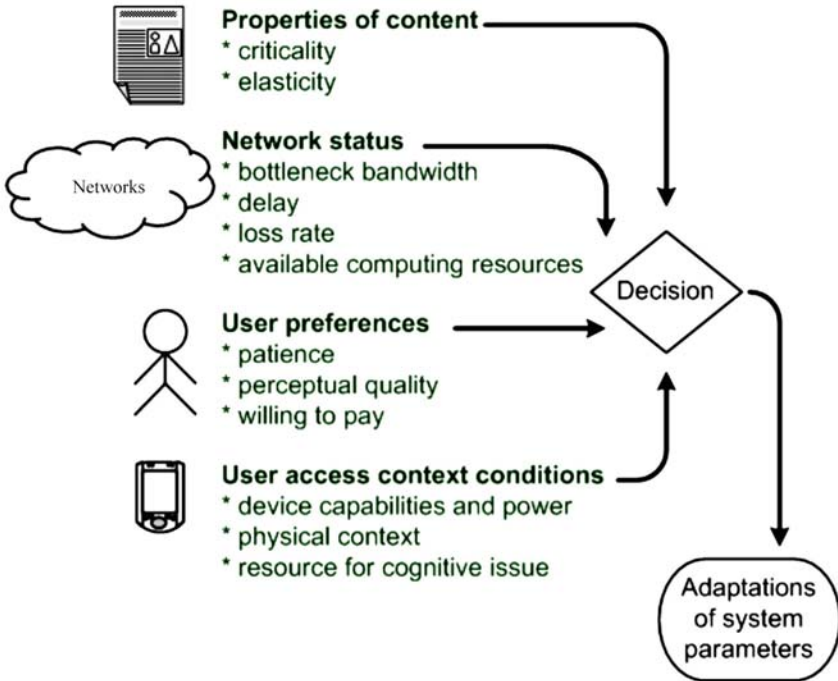 Properties of content
* criticality
* elasticity
Networks
Network status
* bottleneck bandwidth
* delay
* loss rate
* available computing resources
Decision
User preferences
* patience
* perceptual quality
* willing to pay
User access context conditions
* device capabilities and power
* physical context
* resource for cognitive issue
Adaptations
of system
parameters